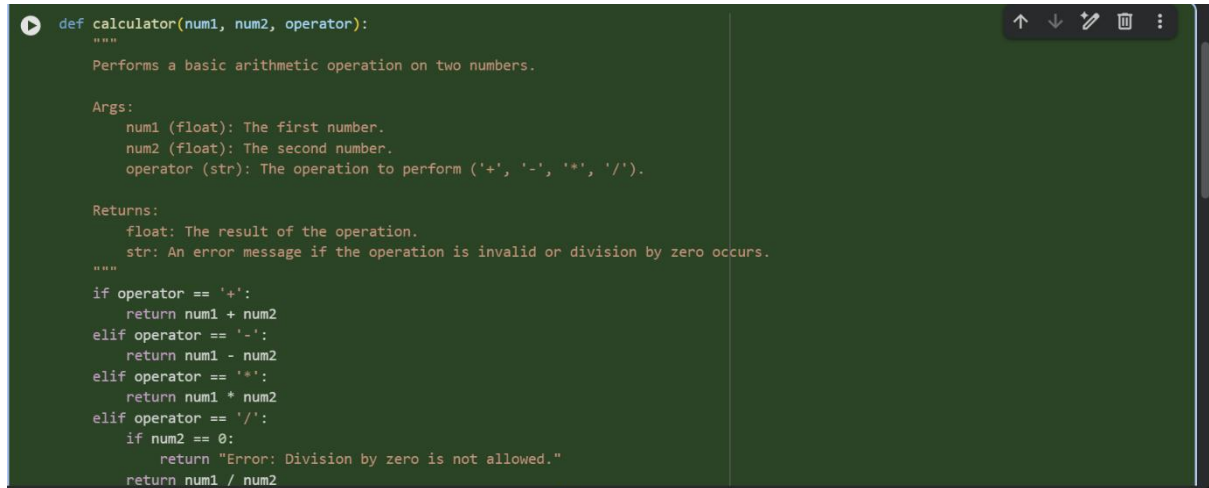 def calculator(num1, num2, operator):
    """
    Performs a basic arithmetic operation on two numbers.

    Args:
        num1 (float): The first number.
        num2 (float): The second number.
        operator (str): The operation to perform ('+', '-', '*', '/').

    Returns:
        float: The result of the operation.
        str: An error message if the operation is invalid or division by zero occurs.
    """
    if operator == '+':
        return num1 + num2
    elif operator == '-':
        return num1 - num2
    elif operator == '*':
        return num1 * num2
    elif operator == '/':
        if num2 == 0:
            return "Error: Division by zero is not allowed."
        return num1 / num2